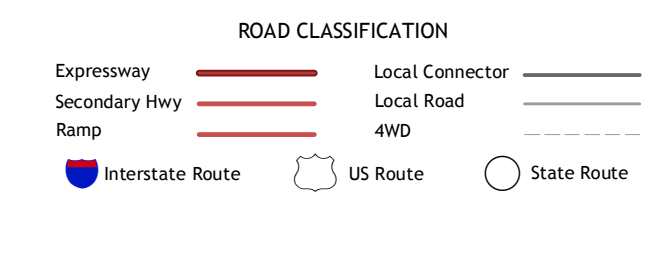 ROAD CLASSIFICATION
Expressway
Local Connector
Secondary Hwy
Local Road
Ramp
4WD
Interstate Route
US Route
State Route